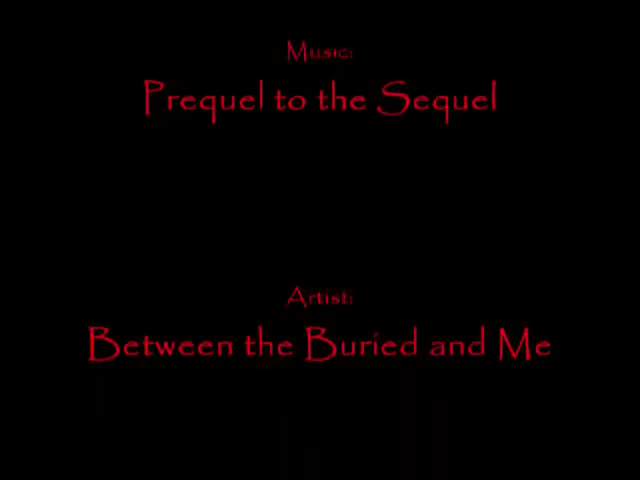 Music:
Prequel to the Sequel
Artist:
Between the Buried and Me